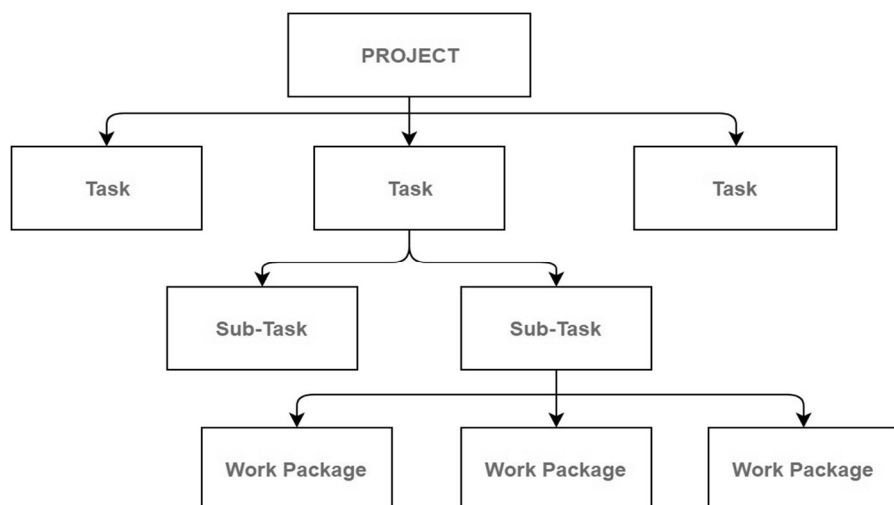 PROJECT
Task
Task
Task
Sub-Task
Sub-Task
Work Package
Work Package
Work Package